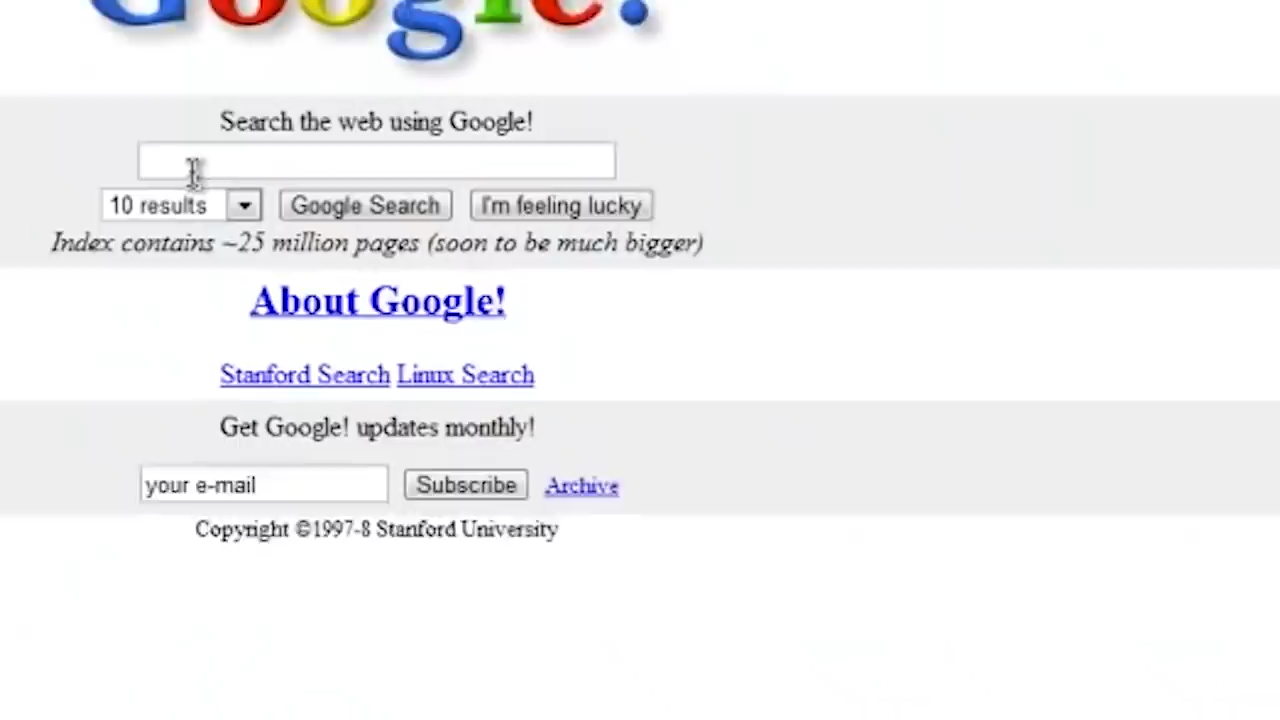 Google!
Search the web using Google!
10 results Google Search I'm feeling lucky
Index contains ~25 million pages (soon to be much bigger)
About Google!
Stanford Search Linux Search
Get Google! updates monthly!
your e-mail Subscribe Archive
Copyright ©1997-8 Stanford University